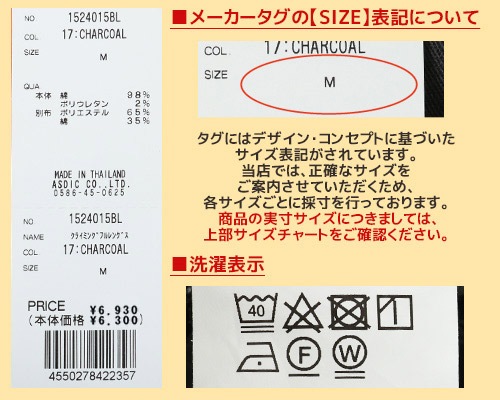 NO 1524015BL
COL 17:CHARCOAL
SIZE M
QUA
本体 綿 98%
ポリウレタン 2%
別布 ポリエステル 65%
綿 35%
MADE IN THAILAND
ASDIC CO.,LTD.
0586-45-0625
NO 1524015BL
NAME クライミングフルレングス
COL 17:CHARCOAL
SIZE M
PRICE ¥6,930
(本体価格 ¥6,300)
4550278422357
■メーカータグの【SIZE】表記について
COL 17:CHARCOAL
SIZE M
タグにはデザイン・コンセプトに基づいた
サイズ表記がされています。
当店では、正確なサイズを
ご案内させていただくため、
各サイズごとに採寸を行っております。
商品の実寸サイズにつきましては、
上部サイズチャートをご確認ください。
■洗濯表示
40
F W